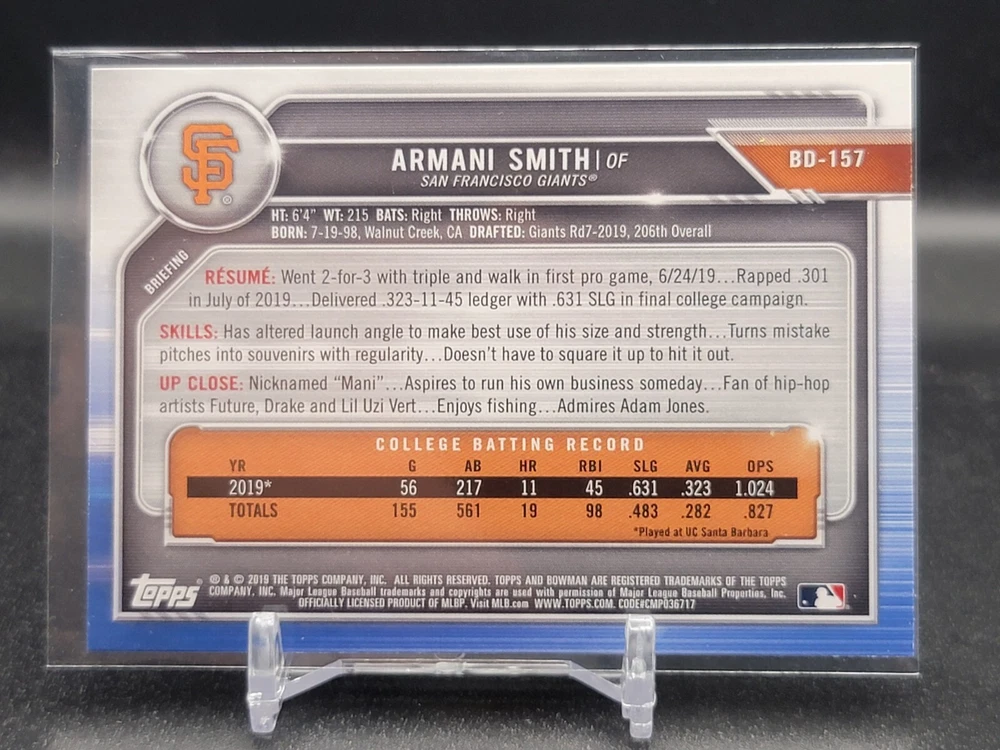 SF®
ARMANI SMITH | OF
SAN FRANCISCO GIANTS®
BD-157
HT: 6'4" WT: 215 BATS: Right THROWS: Right
BORN: 7-19-98, Walnut Creek, CA DRAFTED: Giants Rd7-2019, 206th Overall
BRIEFING
RÉSUMÉ: Went 2-for-3 with triple and walk in first pro game, 6/24/19...Rapped .301
in July of 2019...Delivered .323-11-45 ledger with .631 SLG in final college campaign.
SKILLS: Has altered launch angle to make best use of his size and strength...Turns mistake
pitches into souvenirs with regularity...Doesn't have to square it up to hit it out.
UP CLOSE: Nicknamed "Mani"...Aspires to run his own business someday...Fan of hip-hop
artists Future, Drake and Lil Uzi Vert...Enjoys fishing...Admires Adam Jones.
COLLEGE BATTING RECORD
YR G AB HR RBI SLG AVG OPS
2019* 56 217 11 45 .631 .323 1.024
TOTALS 155 561 19 98 .483 .282 .827
*Played at UC Santa Barbara
Topps® ® & © 2019 THE TOPPS COMPANY, INC. ALL RIGHTS RESERVED. TOPPS AND BOWMAN ARE REGISTERED TRADEMARKS OF THE TOPPS
COMPANY, INC. Major League Baseball trademarks and copyrights are used with permission of Major League Baseball Properties, Inc.
OFFICIALLY LICENSED PRODUCT OF MLBP. Visit MLB.com WWW.TOPPS.COM. CODE#CMP036717